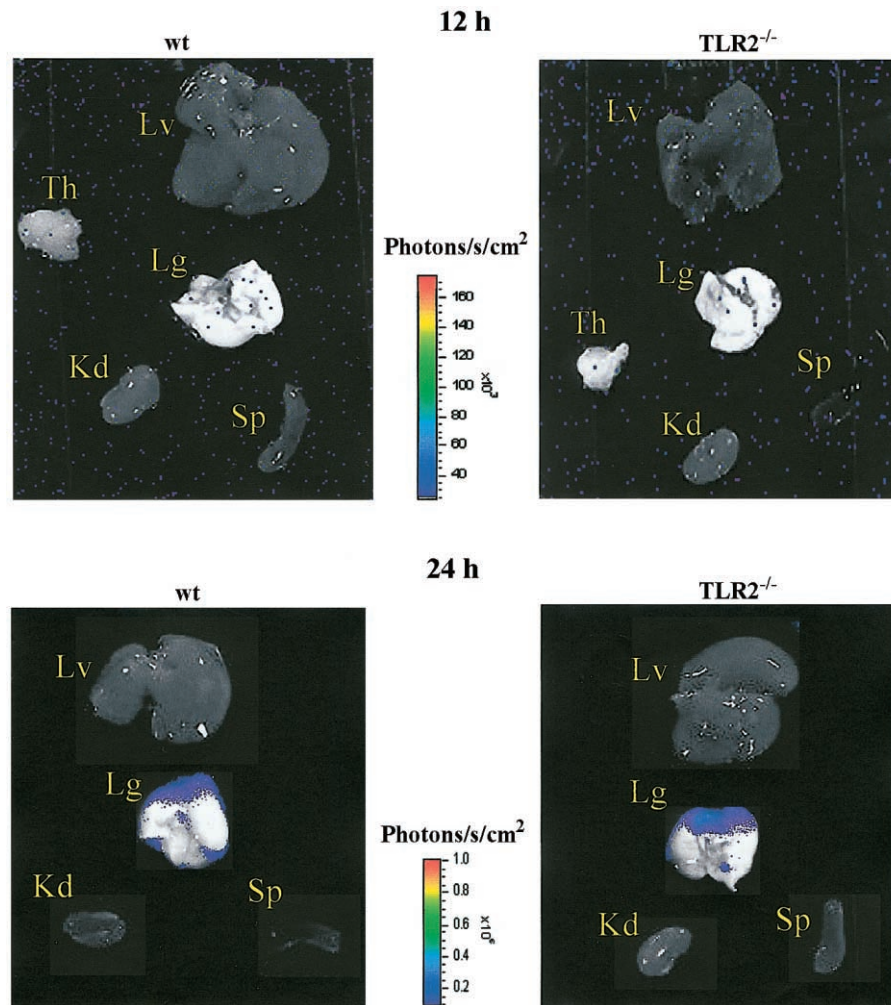 12 h
wt
TLR2-/-
Lv
Lv
Th
Lg
Photons/s/cm2
Lg
Th
160
140
120
100
80
60
40
x10³
Kd
Sp
Sp
Kd
24 h
wt
TLR2-/-
Lv
Lv
Lg
Lg
Photons/s/cm2
1.0
0.8
0.6
0.4
0.2
Kd
Sp
Kd
Sp